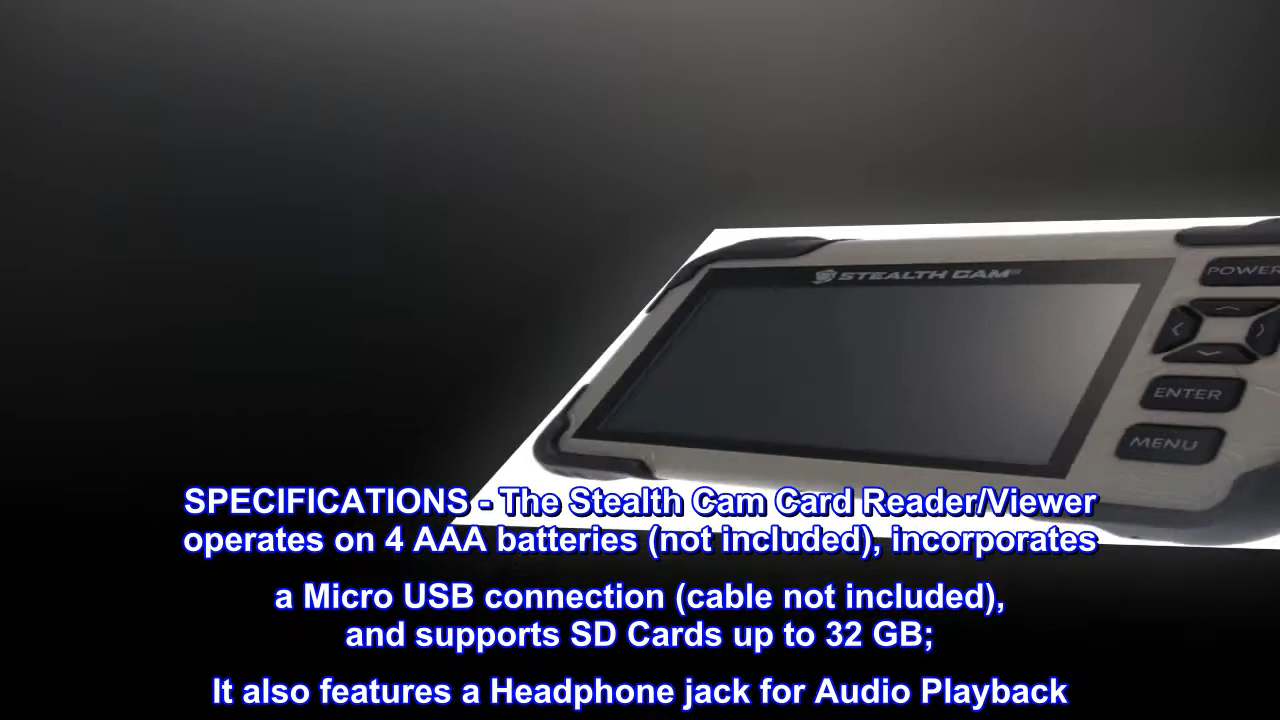 STEALTH CAM
POWER
ENTER
MENU
SPECIFICATIONS - The Stealth Cam Card Reader/Viewer
operates on 4 AAA batteries (not included), incorporates
a Micro USB connection (cable not included),
and supports SD Cards up to 32 GB;
It also features a Headphone jack for Audio Playback